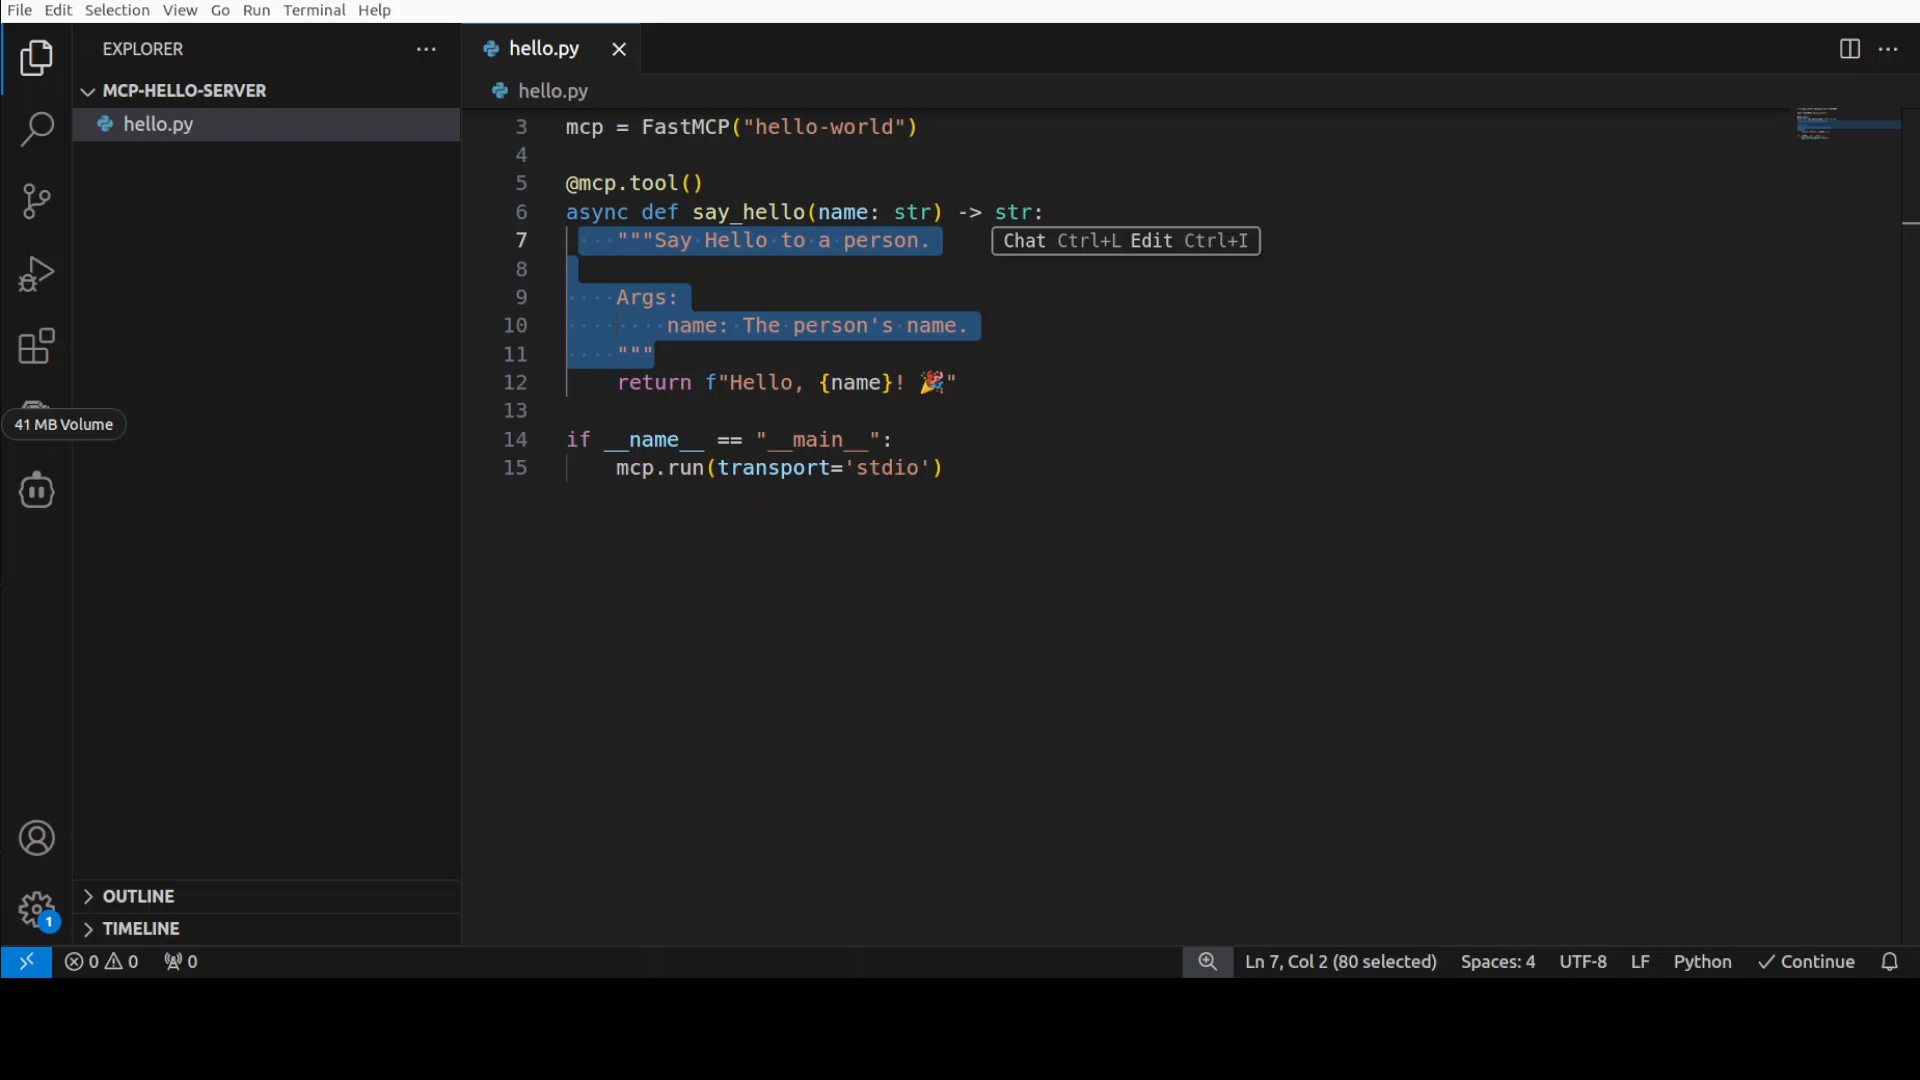 File Edit Selection View Go Run Terminal Help
EXPLORER
MCP-HELLO-SERVER
hello.py
hello.py
hello.py
3 mcp = FastMCP("hello-world")
4
5 @mcp.tool()
6 async def say_hello(name: str) -> str:
7 """Say Hello to a person.
Chat Ctrl+L Edit Ctrl+I
8
9 Args:
10 name: The person's name.
11 """
12 return f"Hello, {name}! 🎉"
13
14 if __name__ == "__main__":
15 mcp.run(transport='stdio')
41 MB Volume
OUTLINE
1
TIMELINE
0 0 0
Ln 7, Col 2 (80 selected) Spaces: 4 UTF-8 LF Python Continue